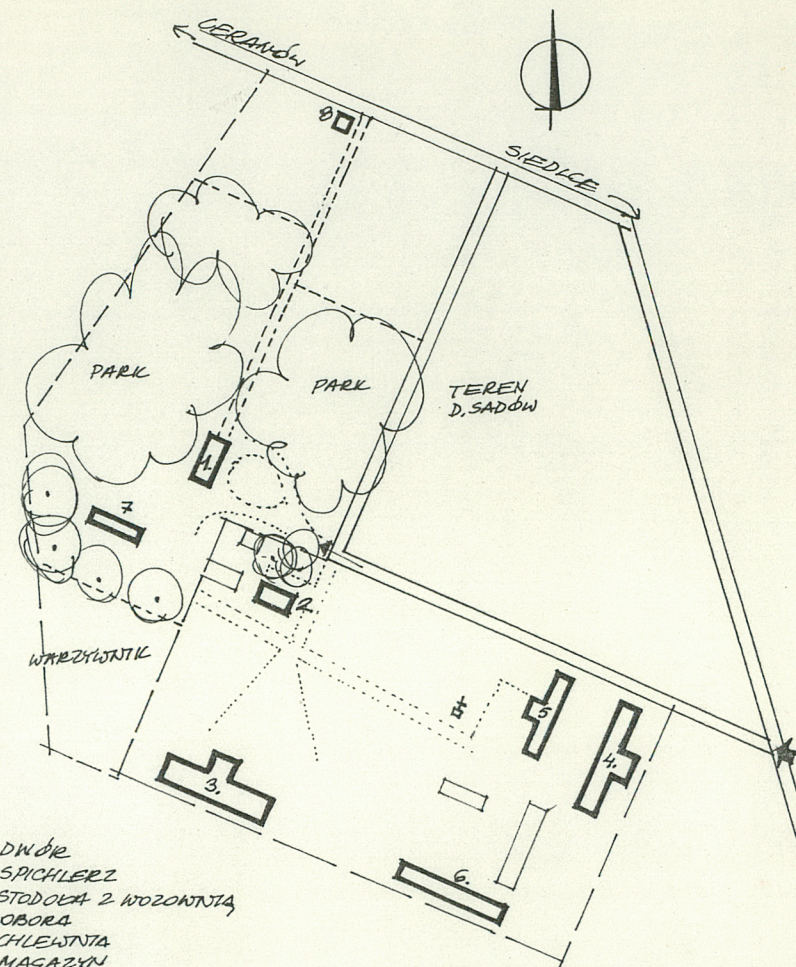 CERANÓW
8
SIEDLCE
PARK
PARK
TEREN
D. SADÓW
1.
7
2
WARZYWNIK
5
4.
3.
6.
DWÓR
SPICHLERZ
STODOŁA Z WOZOWNIĄ
OBORA
CHLEWNIA
MAGAZYN